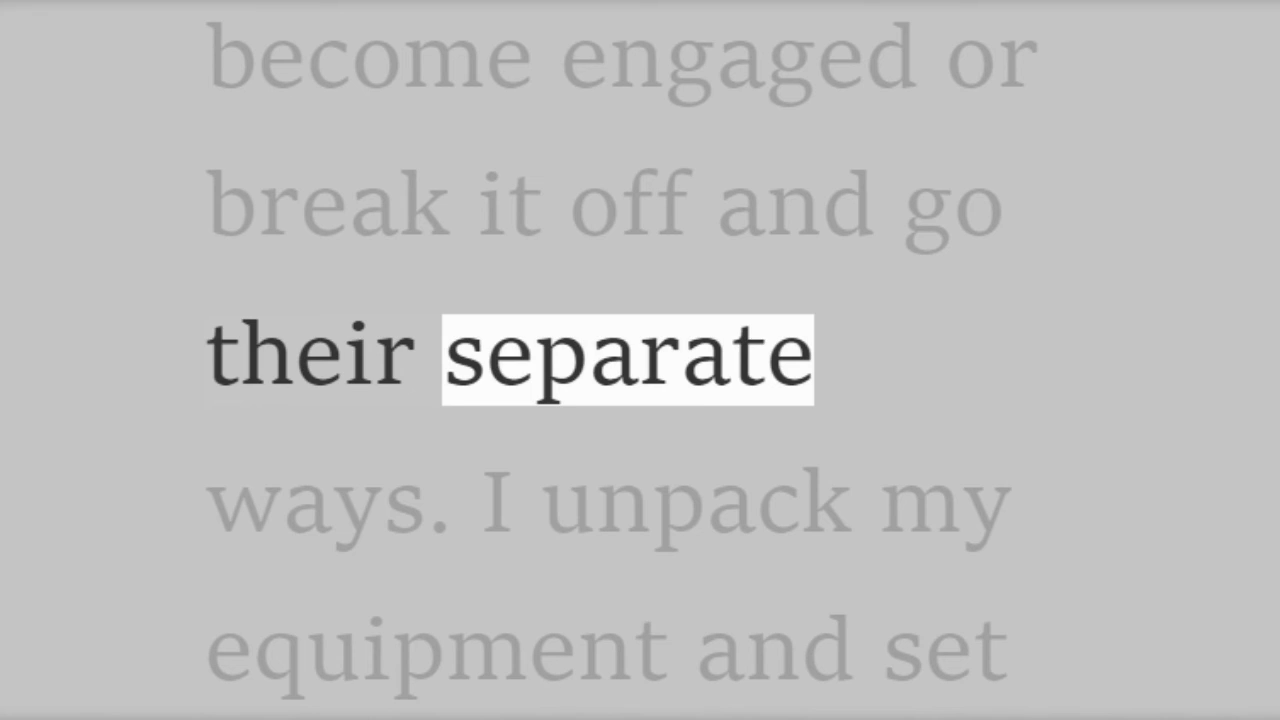 become engaged or
break it off and go
their separate
ways. I unpack my
equipment and set